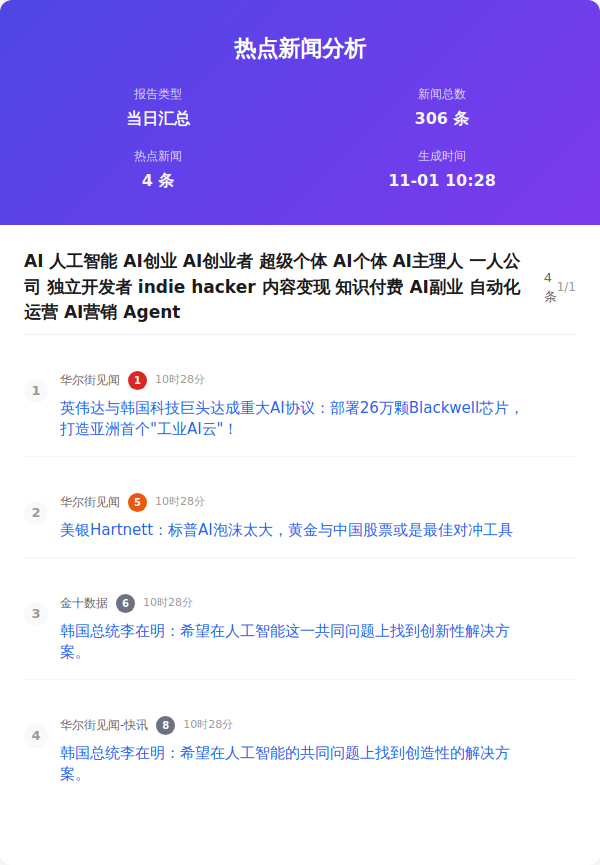 热点新闻分析
报告类型
当日汇总
新闻总数
306 条
热点新闻
4 条
生成时间
11-01 10:28
AI 人工智能 AI创业 AI创业者 超级个体 AI个体 AI主理人 一人公
司 独立开发者 indie hacker 内容变现 知识付费 AI副业 自动化
运营 AI营销 Agent
4
条
1/1
1
华尔街见闻 1 10时28分
英伟达与韩国科技巨头达成重大AI协议：部署26万颗Blackwell芯片，
打造亚洲首个"工业AI云"！
2
华尔街见闻 5 10时28分
美银Hartnett：标普AI泡沫太大，黄金与中国股票或是最佳对冲工具
3
金十数据 6 10时28分
韩国总统李在明：希望在人工智能这一共同问题上找到创新性解决方
案。
4
华尔街见闻-快讯 8 10时28分
韩国总统李在明：希望在人工智能的共同问题上找到创造性的解决方
案。